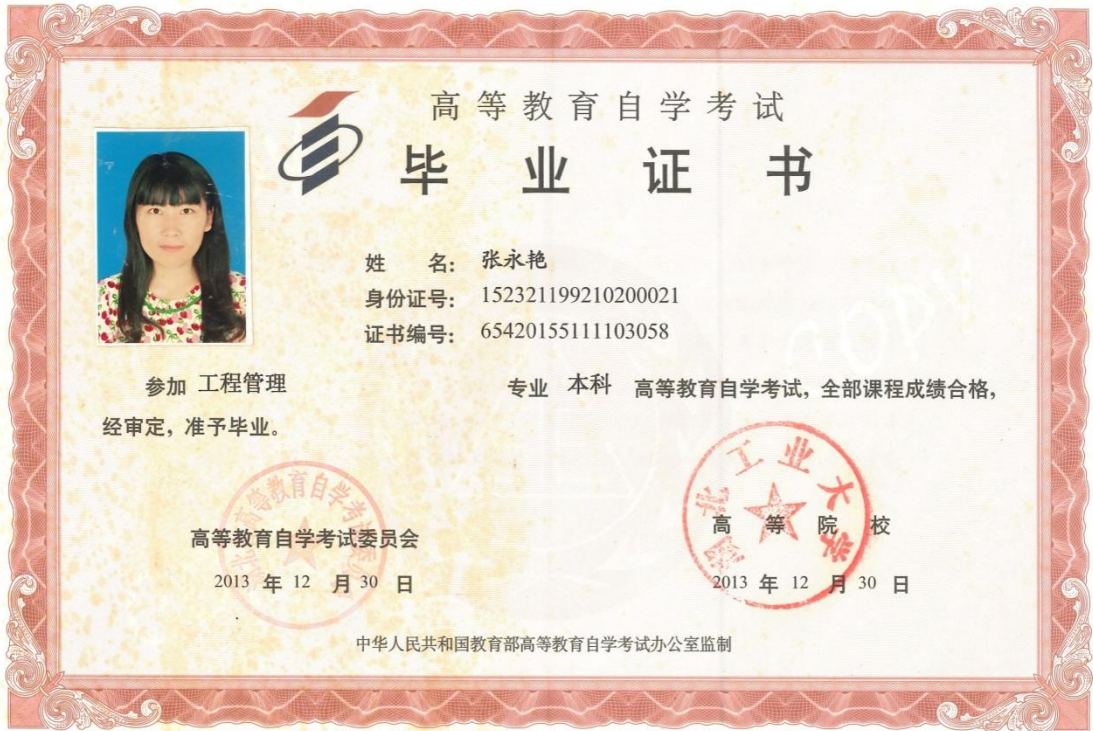 高等教育自学考试
毕业证书
姓 名: 张永艳
身份证号: 152321199210200021
证书编号: 65420155111103058
参加 工程管理 专业 本科 高等教育自学考试,全部课程成绩合格,
经审定,准予毕业。
高等教育自学考试委员会
2013 年 12 月 30 日
工业大学
高等院校
2013 年 12 月 30 日
中华人民共和国教育部高等教育自学考试办公室监制
COPY